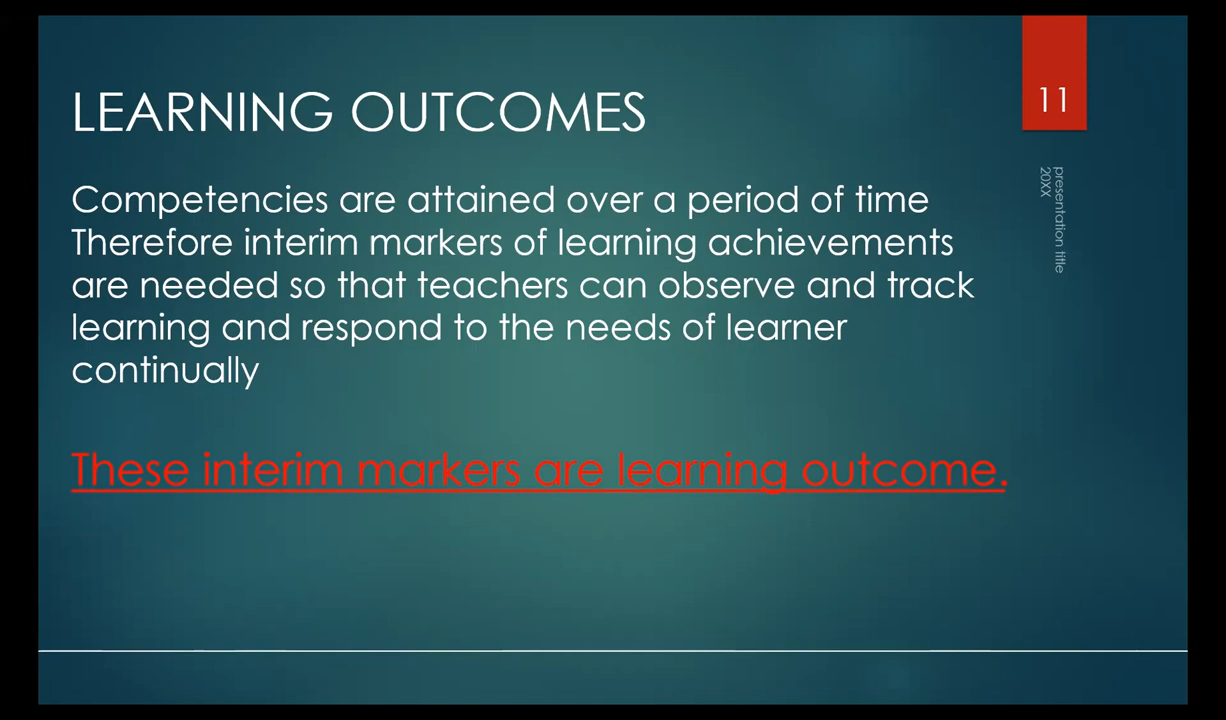 LEARNING OUTCOMES
11
presentation title
20XX
Competencies are attained over a period of time
Therefore interim markers of learning achievements
are needed so that teachers can observe and track
learning and respond to the needs of learner
continually
These interim markers are learning outcome.